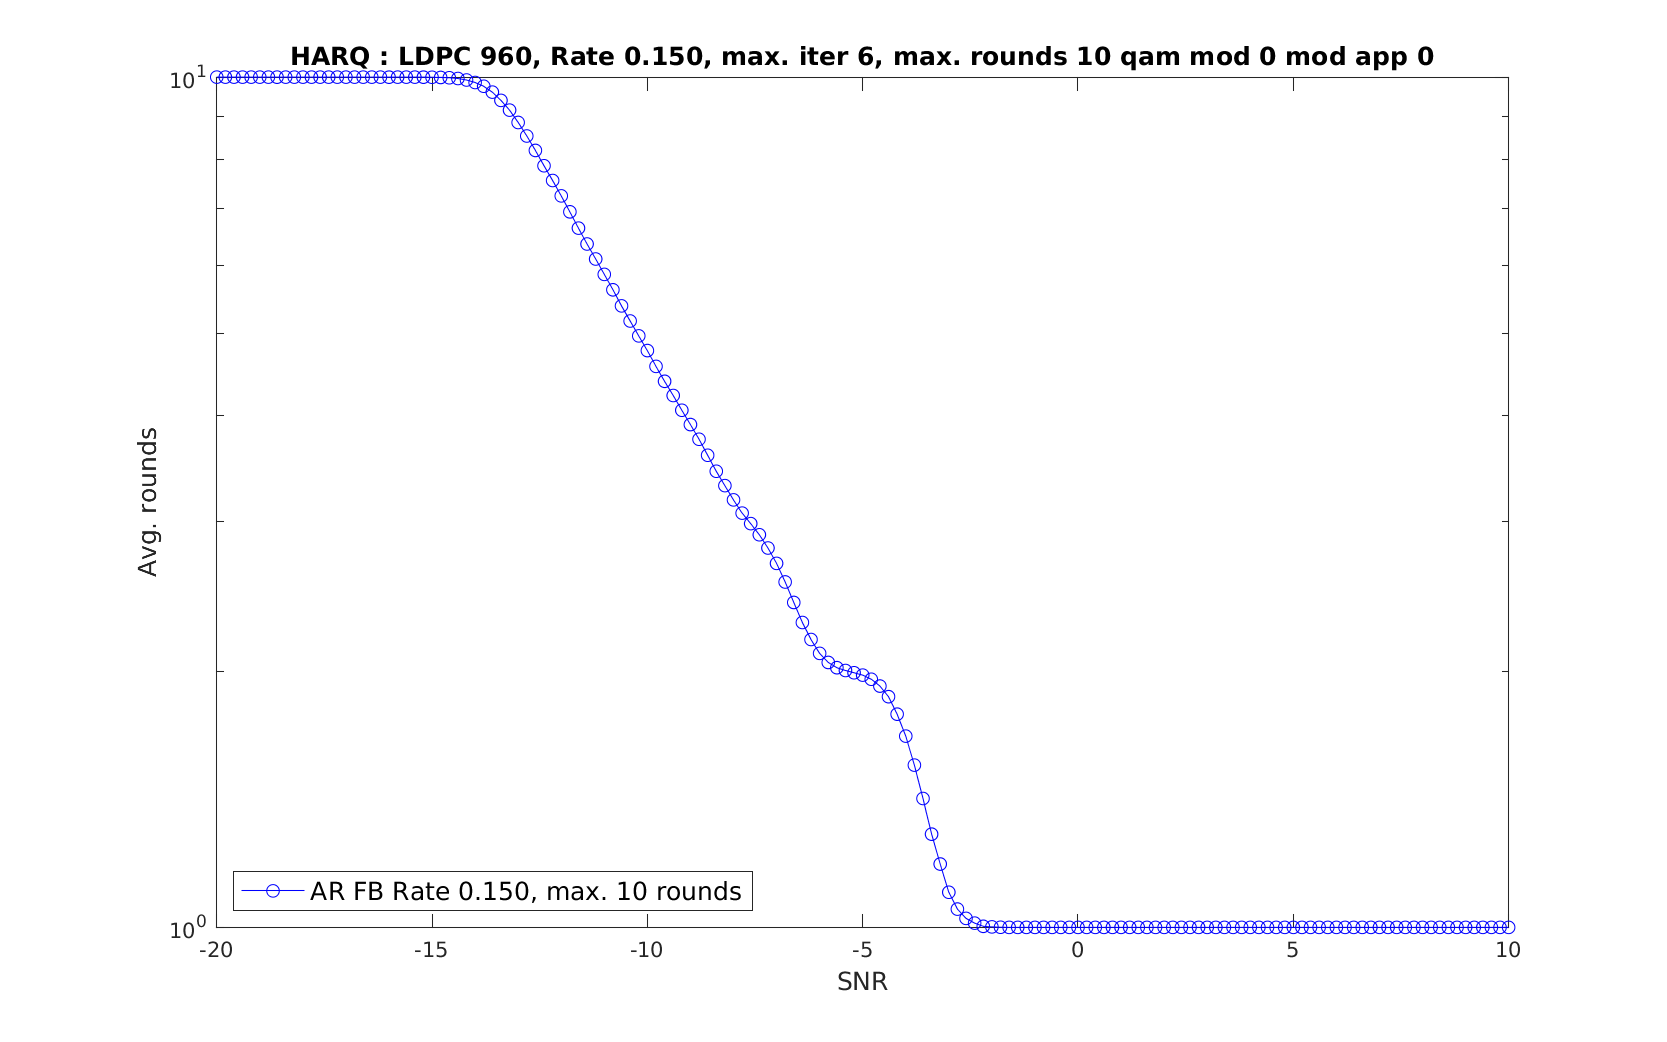 HARQ : LDPC 960, Rate 0.150, max. iter 6, max. rounds 10 qam mod 0 mod app 0
10^1
Avg. rounds
AR FB Rate 0.150, max. 10 rounds
10^0
-20 -15 -10 -5 0 5 10
SNR